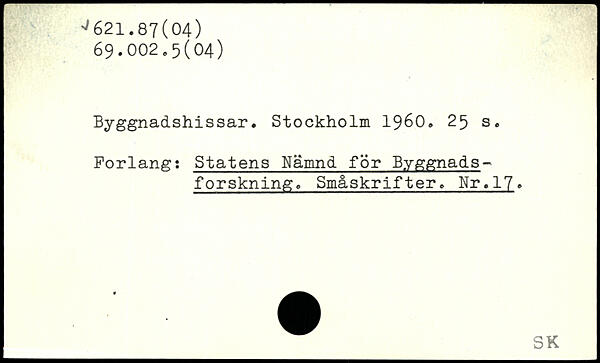 ✓621.87(04)
69.002.5(04)
Byggnadshissar. Stockholm 1960. 25 s.
Forlang: Statens Nämnd för Byggnads-
forskning. Småskrifter. Nr.17.
SK